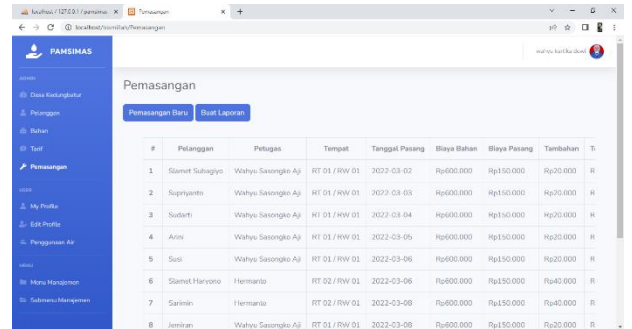 localhost / 127.0.0.1 / pamsimas
Pemasangan
localhost/pamsimas/Pemasangan
PAMSIMAS
wahyu kartika dewi
ADMIN
Desa Kedungbatur
Pelanggan
Bahan
Tarif
Pemasangan
USER
My Profile
Edit Profile
Penggunaan Air
MENU
Menu Manajemen
Submenu Manajemen
Pemasangan
Pemasangan Baru Buat Laporan
# Pelanggan Petugas Tempat Tanggal Pasang Biaya Bahan Biaya Pasang Tambahan
1 Slamet Subagiyo Wahyu Sasongko Aji RT 01 / RW 01 2022-03-02 Rp600.000 Rp150.000 Rp20.000 R
2 Supriyanto Wahyu Sasongko Aji RT 01 / RW 01 2022-03-03 Rp600.000 Rp150.000 Rp20.000 R
3 Sudarti Wahyu Sasongko Aji RT 01 / RW 01 2022-03-04 Rp600.000 Rp150.000 Rp20.000 R
4 Arini Wahyu Sasongko Aji RT 01 / RW 01 2022-03-05 Rp600.000 Rp150.000 Rp20.000 R
5 Susi Wahyu Sasongko Aji RT 01 / RW 01 2022-03-06 Rp600.000 Rp150.000 Rp20.000 R
6 Slamet Haryono Hermanto RT 02 / RW 01 2022-03-06 Rp600.000 Rp150.000 Rp40.000 R
7 Sarimin Hermanto RT 02 / RW 01 2022-03-08 Rp600.000 Rp150.000 Rp40.000 R
8 Jemiran Wahyu Sasongko Aji RT 01 / RW 01 2022-03-08 Rp600.000 Rp150.000 Rp20.000 R